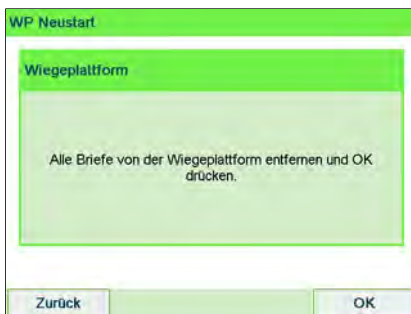 WP Neustart
Wiegeplattform
Alle Briefe von der Wiegeplattform entfernen und OK
drücken.
Zurück
OK